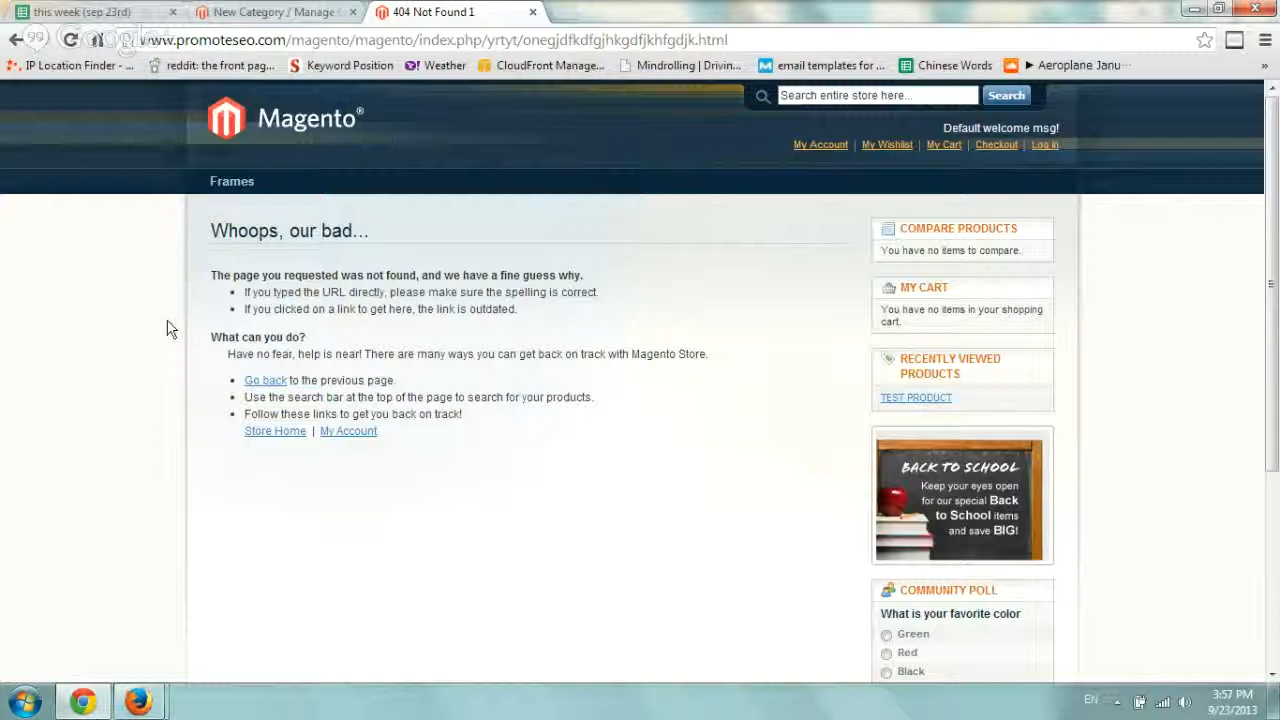 this week (sep 23rd)
New Category / Manage
404 Not Found 1
www.promoteseo.com/magento/magento/index.php/yrtyt/omegjdfkdfgjhkgdfjkhfgdjk.html
IP Location Finder - ...
reddit: the front pag...
Keyword Position
Weather
CloudFront Manage...
Mindrolling | Drivin...
email templates for ...
Chinese Words
► Aeroplane Janu...
Magento®
Search entire store here...
Search
Default welcome msg!
My Account | My Wishlist | My Cart | Checkout | Log In
Frames
Whoops, our bad...
The page you requested was not found, and we have a fine guess why.
If you typed the URL directly, please make sure the spelling is correct.
If you clicked on a link to get here, the link is outdated.
What can you do?
Have no fear, help is near! There are many ways you can get back on track with Magento Store.
Go back to the previous page.
Use the search bar at the top of the page to search for your products.
Follow these links to get you back on track!
Store Home | My Account
COMPARE PRODUCTS
You have no items to compare.
MY CART
You have no items in your shopping
cart.
RECENTLY VIEWED
PRODUCTS
TEST PRODUCT
BACK TO SCHOOL
Keep your eyes open
for our special Back
to School items
and save BIG!
COMMUNITY POLL
What is your favorite color
Green
Red
Black
EN
3:57 PM
9/23/2013